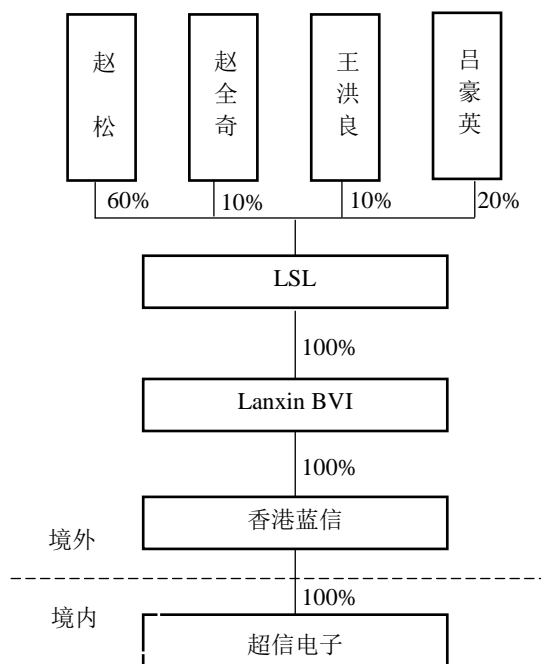 赵松
赵全奇
王洪良
吕豪英
60%
10%
10%
20%
LSL
100%
Lanxin BVI
100%
香港蓝信
境外
100%
境内
超信电子